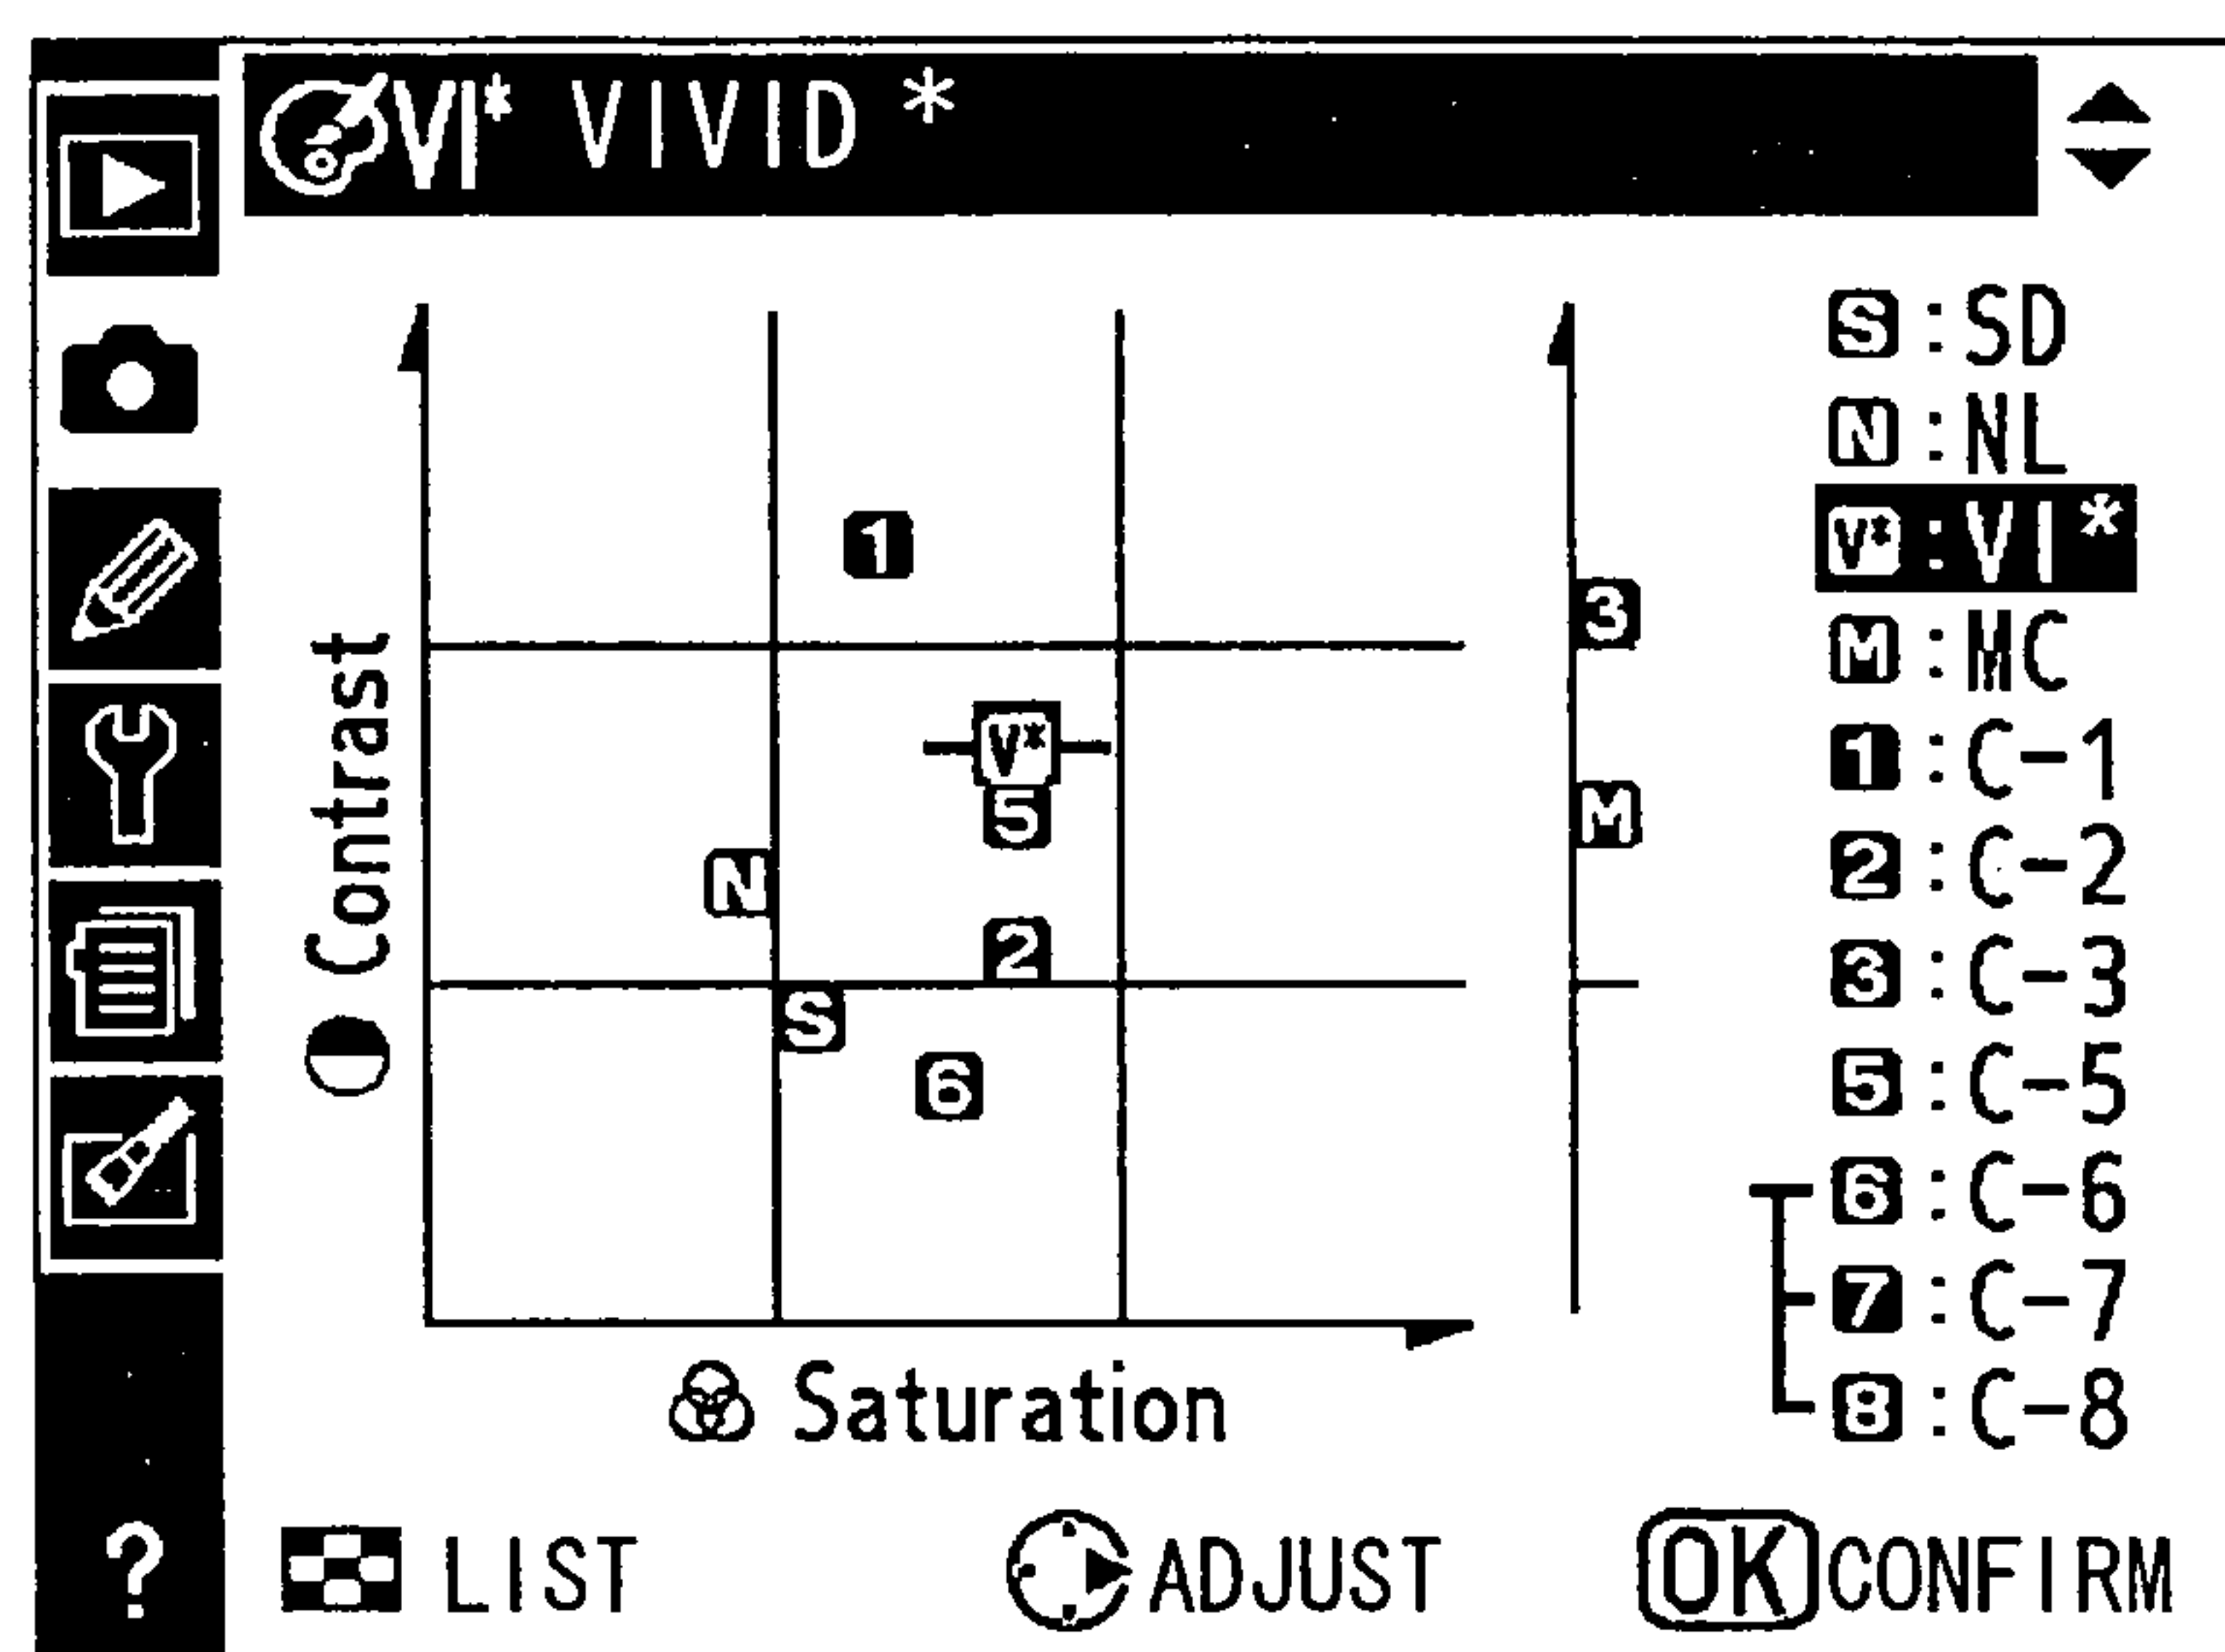 VI* VIVID *
S:SD
N:NL
V*:VI*
M:MC
1:C-1
2:C-2
3:C-3
5:C-5
6:C-6
7:C-7
8:C-8
1
3
V*
5
M
N
2
S
6
Contrast
Saturation
? LIST ADJUST OK CONFIRM